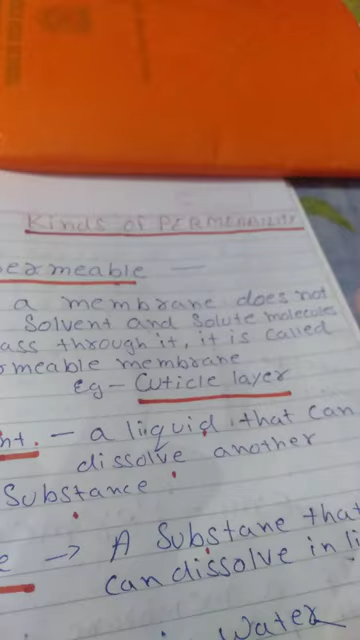 Kinds of PERMEABILITY
ermeable —
a membrane does not
Solvent and Solute molecules
ass through it, it is called
meable membrane
eg - Cuticle layer
nt. - a liquid that can
dissolve another
Substance
e → A Substane that
can dissolve in li
Water